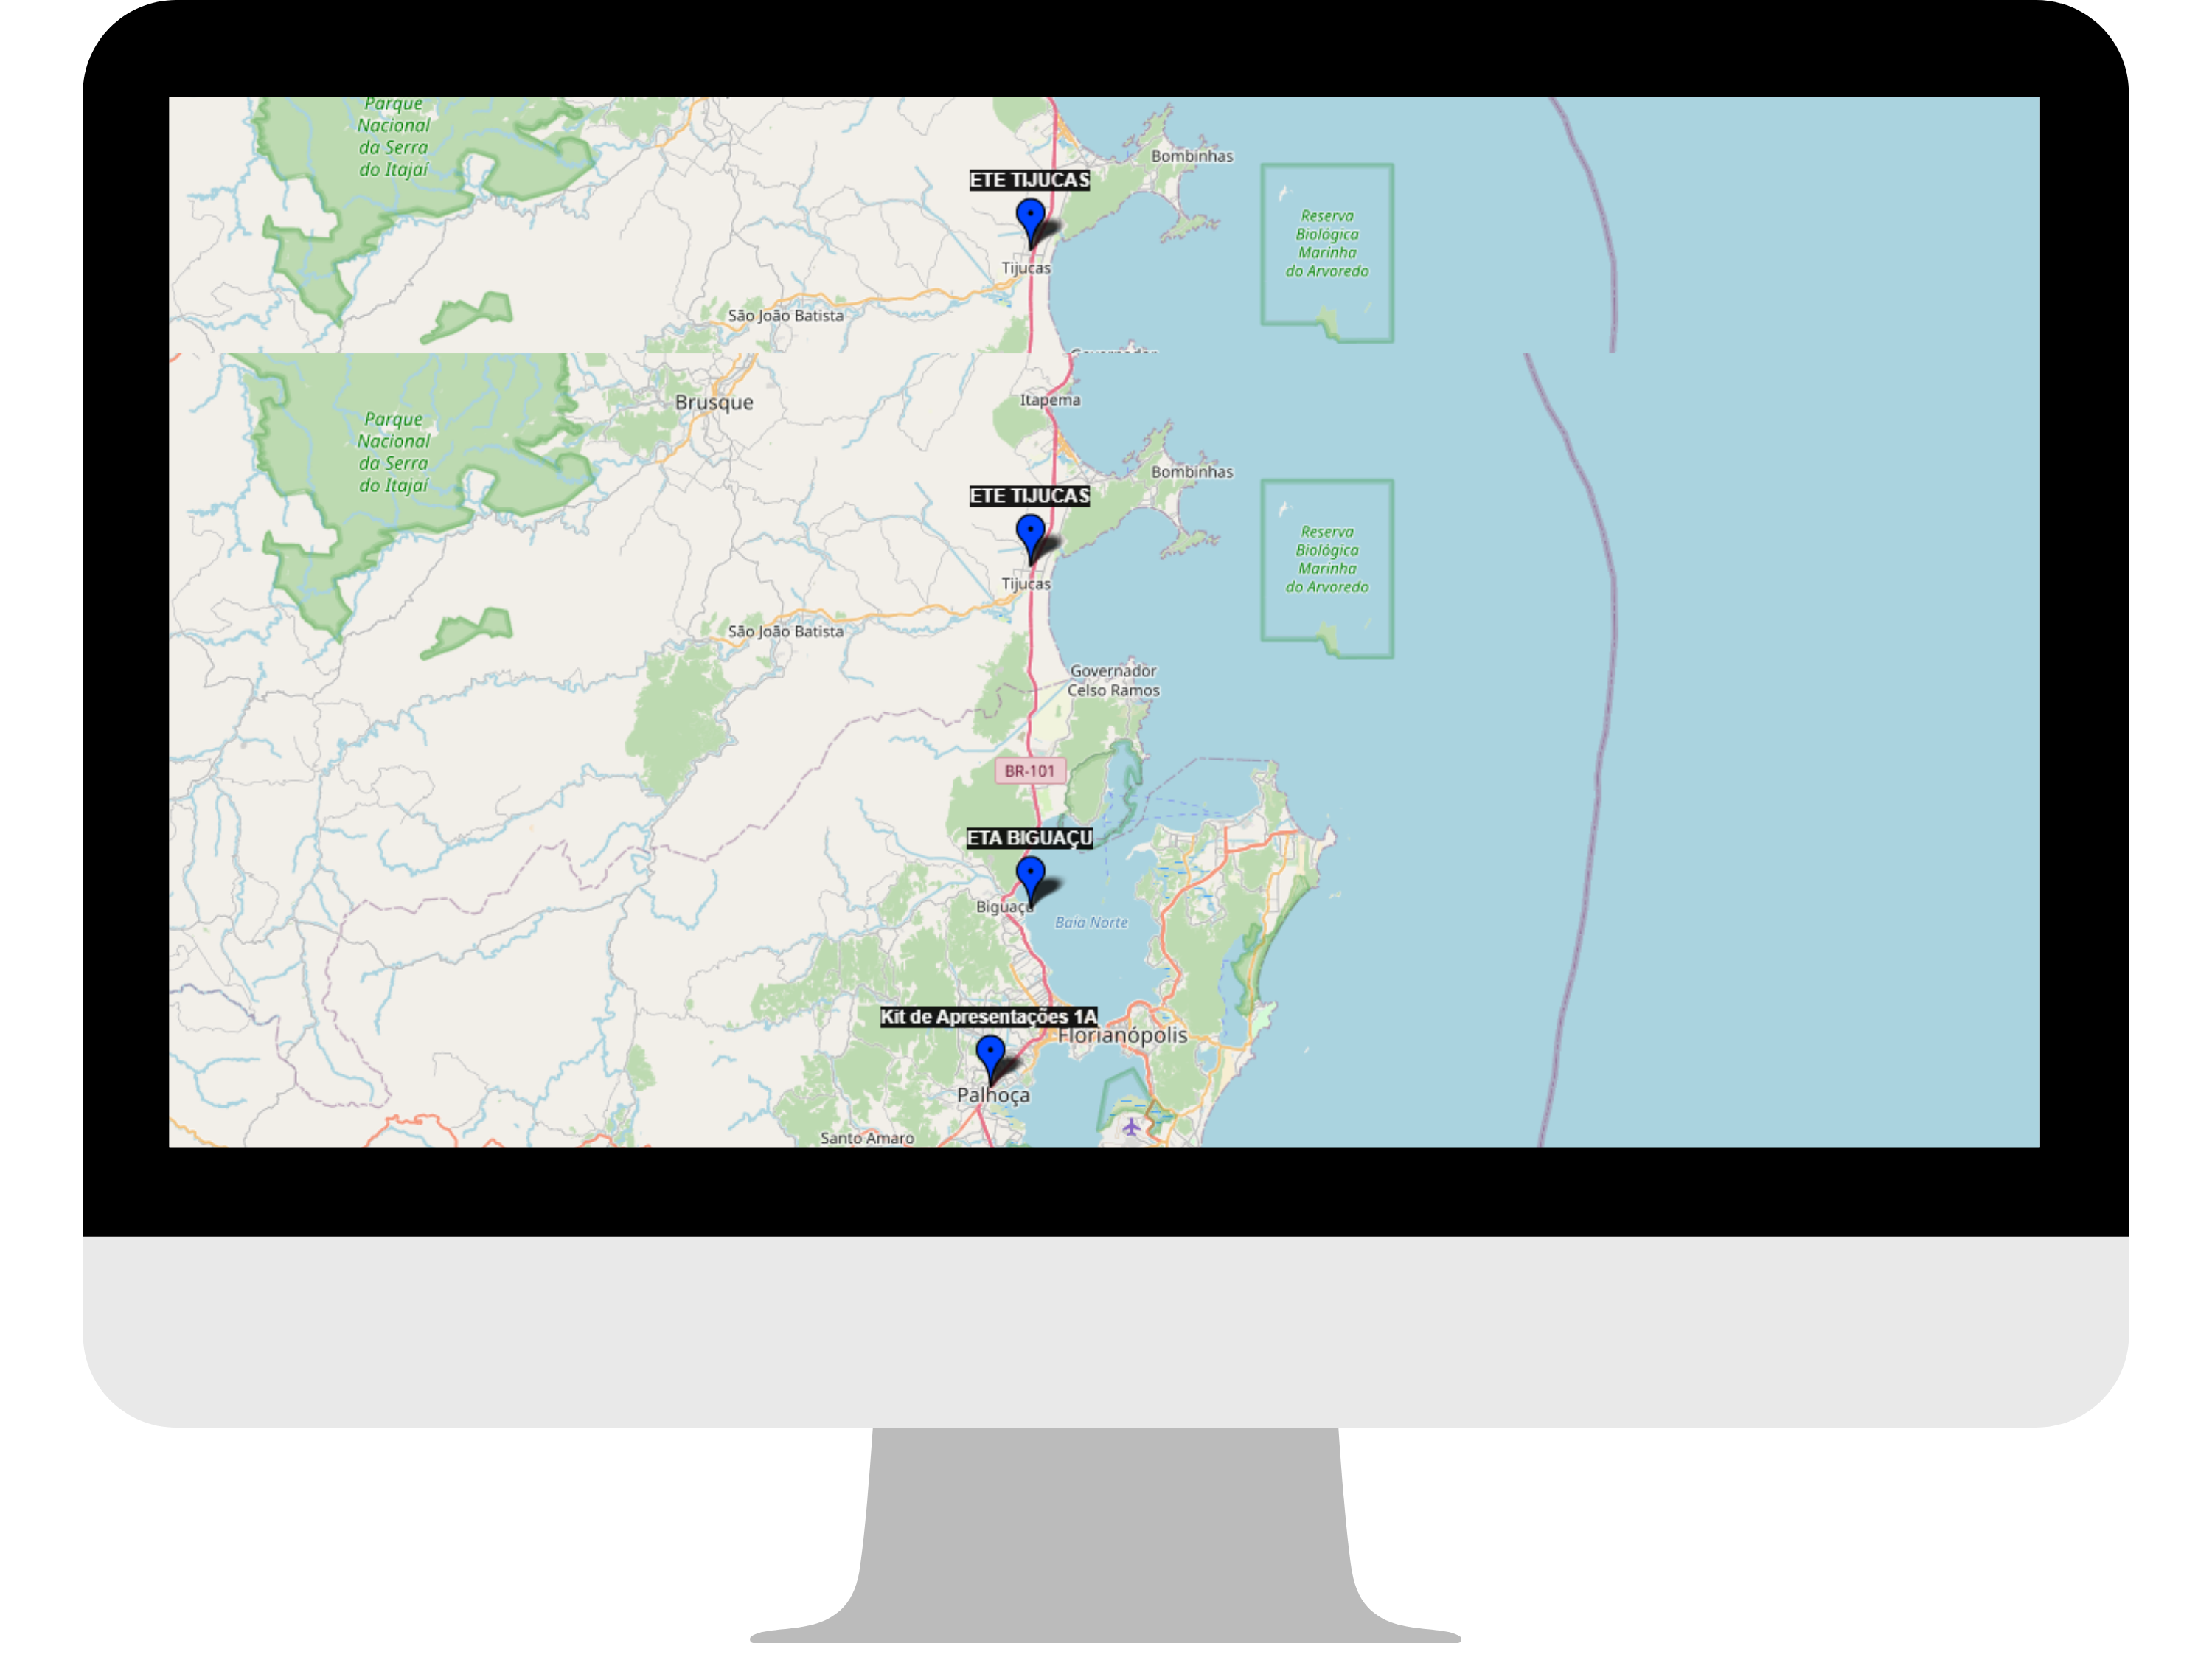 Parque
Nacional
da Serra
do Itajaí
Bombinhas
ETE TIJUCAS
Reserva
Biológica
Marinha
do Arvoredo
Tijucas
São João Batista
Governador
Brusque
Itapema
Parque
Nacional
da Serra
do Itajaí
Bombinhas
ETE TIJUCAS
Reserva
Biológica
Marinha
do Arvoredo
Tijucas
São João Batista
Governador
Celso Ramos
BR-101
ETA BIGUAÇU
Biguaçu
Baía Norte
Kit de Apresentações 1A
Florianópolis
Palhoça
Santo Amaro